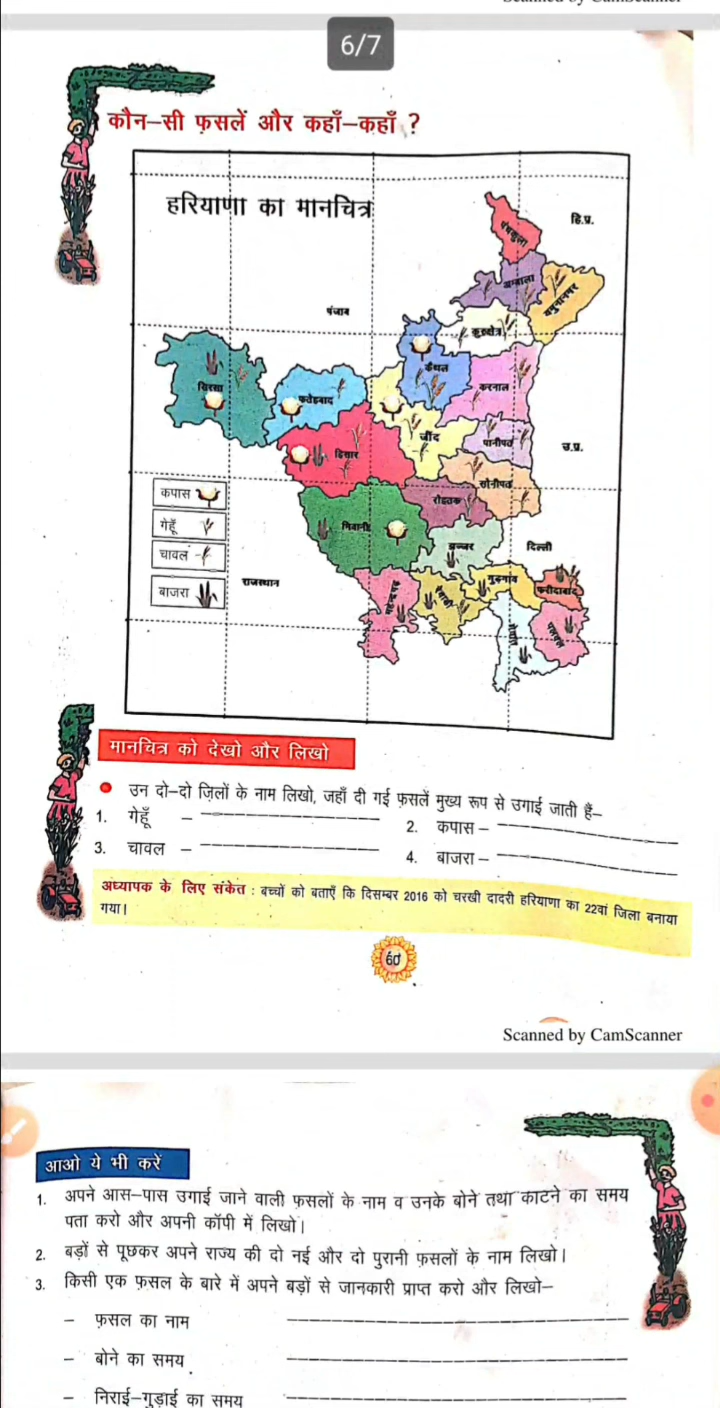 6/7
कौन-सी फ़सलें और कहाँ-कहाँ ?
हरियाणा का मानचित्र
हि.प्र.
पंचकुला
अम्बाला
यमुनानगर
पंजाब
कुरुक्षेत्र
कैथल
सिरसा
फतेहबाद
करनाल
जींद
पानीपत
उ.प्र.
हिसार
सोनीपत
कपास
रोहतक
गेहूँ
भिवानी
चावल
झज्जर
दिल्ली
राजस्थान
बाजरा
गुड़गांव
फरीदाबाद
महेन्द्रगढ़
रेवाड़ी
मेवात
पलवल
मानचित्र को देखो और लिखो
उन दो-दो ज़िलों के नाम लिखो, जहाँ दी गई फ़सलें मुख्य रूप से उगाई जाती हैं-
1. गेहूँ –
2. कपास –
3. चावल –
4. बाजरा –
अध्यापक के लिए संकेत : बच्चों को बताएँ कि दिसम्बर 2016 को चरखी दादरी हरियाणा का 22वां जिला बनाया
गया।
60
Scanned by CamScanner
आओ ये भी करें
1. अपने आस-पास उगाई जाने वाली फ़सलों के नाम व उनके बोने तथा काटने का समय
पता करो और अपनी कॉपी में लिखो।
2. बड़ों से पूछकर अपने राज्य की दो नई और दो पुरानी फ़सलों के नाम लिखो।
3. किसी एक फ़सल के बारे में अपने बड़ों से जानकारी प्राप्त करो और लिखो–
– फ़सल का नाम
– बोने का समय
– निराई-गुड़ाई का समय